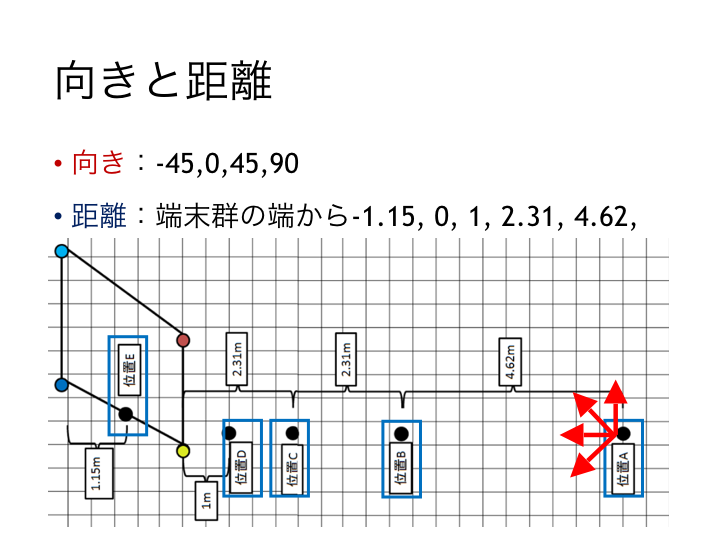 向きと距離
• 向き：-45,0,45,90
• 距離：端末群の端から-1.15, 0, 1, 2.31, 4.62,
位置E
2.31m
2.31m
4.62m
1.15m
1m
位置D
位置C
位置B
位置A